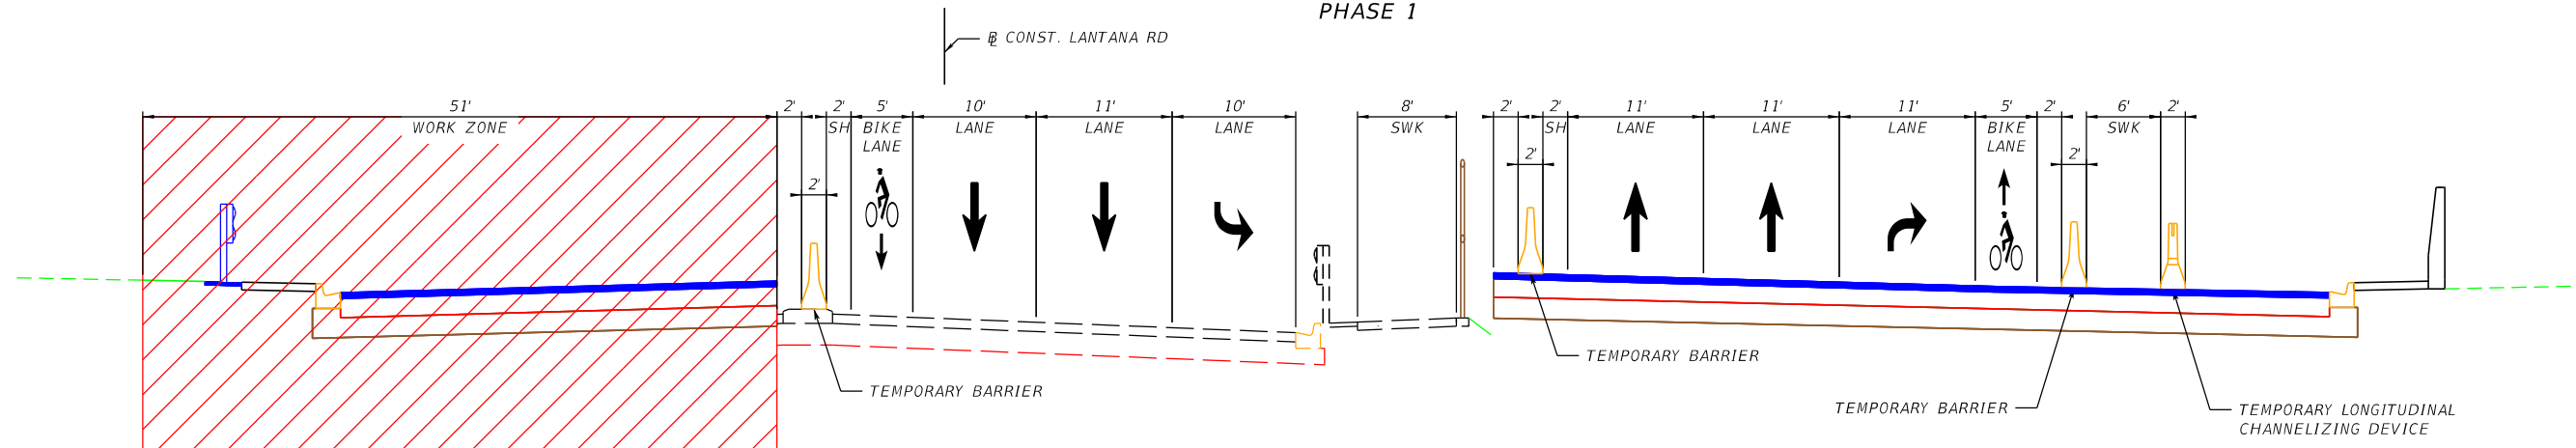 PHASE 1
BL CONST. LANTANA RD
51' 2' 2' 5' 10' 11' 10' 8' 2' 2' 11' 11' 11' 5' 2' 6' 2'
WORK ZONE SH BIKE LANE LANE LANE LANE SWK SH LANE LANE LANE BIKE LANE SWK
2' 2' 2'
TEMPORARY BARRIER
TEMPORARY BARRIER
TEMPORARY BARRIER
TEMPORARY LONGITUDINAL
CHANNELIZING DEVICE